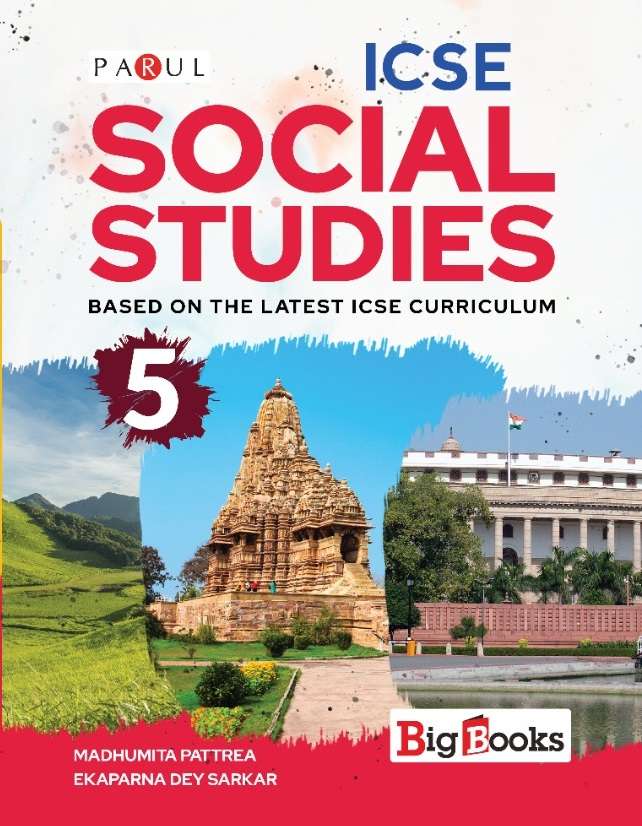 PARUL
ICSE
SOCIAL
STUDIES
BASED ON THE LATEST ICSE CURRICULUM
5
MADHUMITA PATTREA
EKAPARNA DEY SARKAR
Big Books